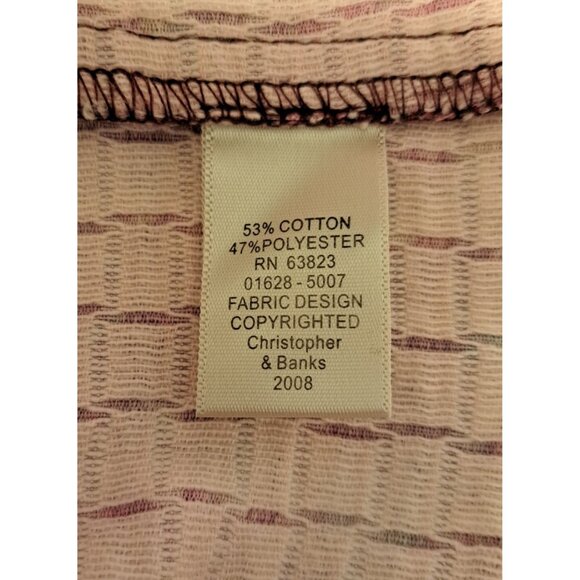 53% COTTON
47%POLYESTER
RN 63823
01628-5007
FABRIC DESIGN
COPYRIGHTED
Christopher
& Banks
2008